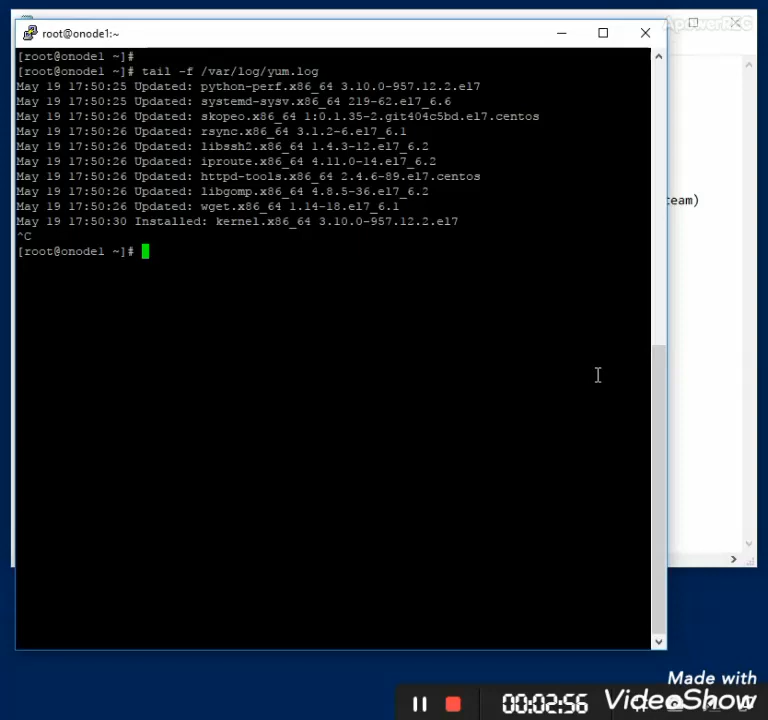 root@onode1:~
ApowerREC
[root@onode1 ~]#
[root@onode1 ~]# tail -f /var/log/yum.log
May 19 17:50:25 Updated: python-perf.x86_64 3.10.0-957.12.2.el7
May 19 17:50:25 Updated: systemd-sysv.x86_64 219-62.el7_6.6
May 19 17:50:26 Updated: skopeo.x86_64 1:0.1.35-2.git404c5bd.el7.centos
May 19 17:50:26 Updated: rsync.x86_64 3.1.2-6.el7_6.1
May 19 17:50:26 Updated: libssh2.x86_64 1.4.3-12.el7_6.2
May 19 17:50:26 Updated: iproute.x86_64 4.11.0-14.el7_6.2
May 19 17:50:26 Updated: httpd-tools.x86_64 2.4.6-89.el7.centos
May 19 17:50:26 Updated: libgomp.x86_64 4.8.5-36.el7_6.2
May 19 17:50:26 Updated: wget.x86_64 1.14-18.el7_6.1
May 19 17:50:30 Installed: kernel.x86_64 3.10.0-957.12.2.el7
^C
[root@onode1 ~]#
team)
Made with
VideoShow
00:02:56